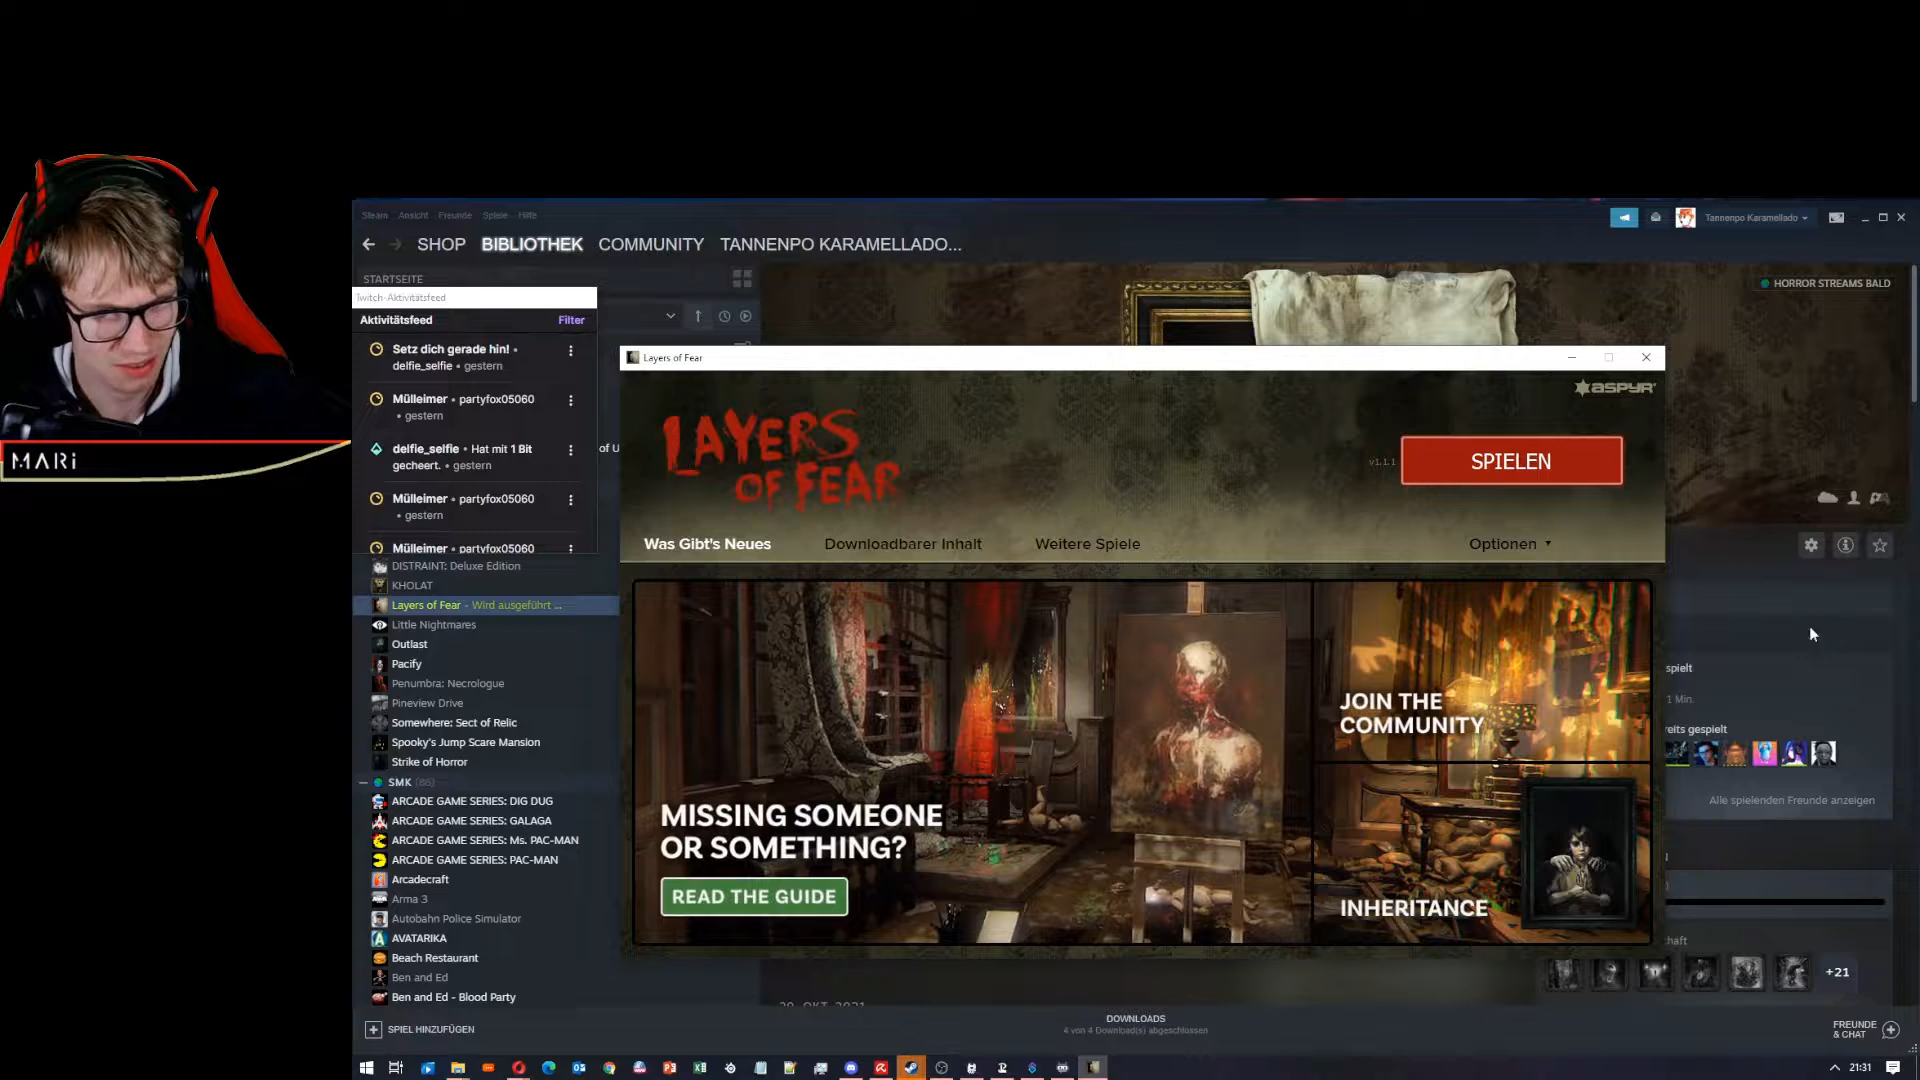 Steam Ansicht Freunde Spiele Hilfe
Tannenpo Karamellado
SHOP BIBLIOTHEK COMMUNITY TANNENPO KARAMELLADO...
STARTSEITE
HORROR STREAMS BALD
Twitch-Aktivitätsfeed
Aktivitätsfeed Filter
Setz dich gerade hin! •
delfie_selfie • gestern
Mülleimer • partyfox05060
• gestern
delfie_selfie • Hat mit 1 Bit
gecheert. • gestern
Mülleimer • partyfox05060
• gestern
Mülleimer • partyfox05060
of U
MARi
DISTRAINT: Deluxe Edition
KHOLAT
Layers of Fear - Wird ausgeführt ...
Little Nightmares
Outlast
Pacify
Penumbra: Necrologue
Pineview Drive
Somewhere: Sect of Relic
Spooky's Jump Scare Mansion
Strike of Horror
SMK (86)
ARCADE GAME SERIES: DIG DUG
ARCADE GAME SERIES: GALAGA
ARCADE GAME SERIES: Ms. PAC-MAN
ARCADE GAME SERIES: PAC-MAN
Arcadecraft
Arma 3
Autobahn Police Simulator
AVATARIKA
Beach Restaurant
Ben and Ed
Ben and Ed - Blood Party
SPIEL HINZUFÜGEN
Layers of Fear
ASPYR
LAYERS
OF FEAR
v1.1.1
SPIELEN
Was Gibt's Neues Downloadbarer Inhalt Weitere Spiele Optionen
MISSING SOMEONE
OR SOMETHING?
READ THE GUIDE
JOIN THE
COMMUNITY
INHERITANCE
spielt
1 Min.
reits gespielt
Alle spielenden Freunde anzeigen
haft
+21
DOWNLOADS
4 von 4 Download(s) abgeschlossen
FREUNDE
& CHAT
21:31